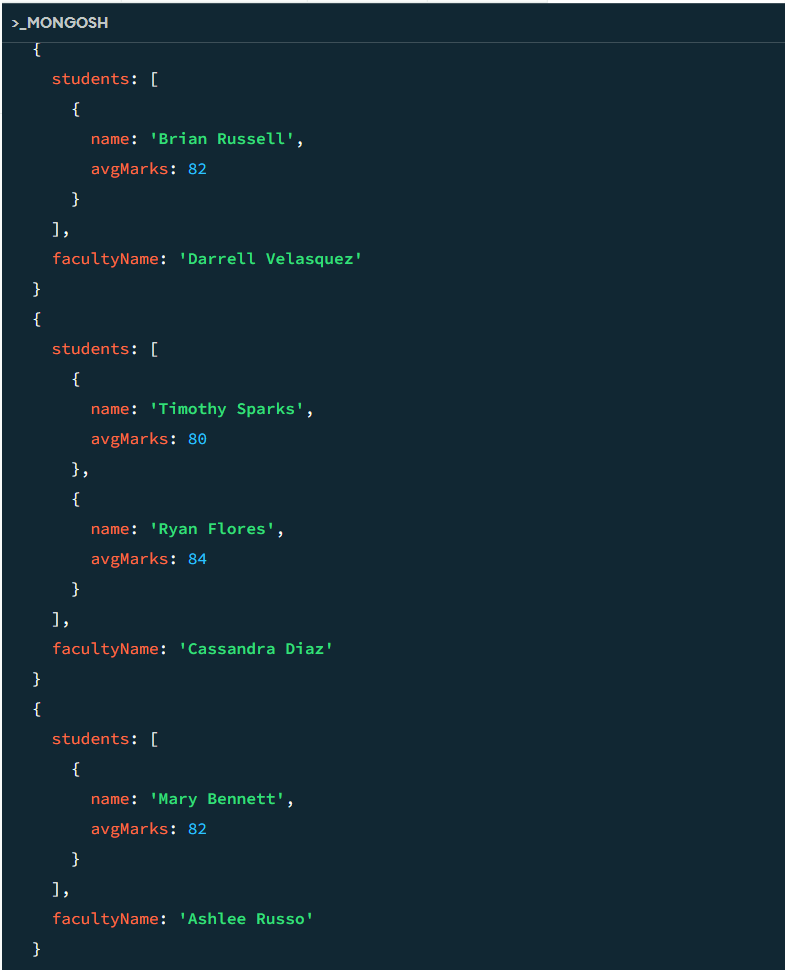 >_MONGOSH
{
students: [
{
name: 'Brian Russell',
avgMarks: 82
}
],
facultyName: 'Darrell Velasquez'
}
{
students: [
{
name: 'Timothy Sparks',
avgMarks: 80
},
{
name: 'Ryan Flores',
avgMarks: 84
}
],
facultyName: 'Cassandra Diaz'
}
{
students: [
{
name: 'Mary Bennett',
avgMarks: 82
}
],
facultyName: 'Ashlee Russo'
}